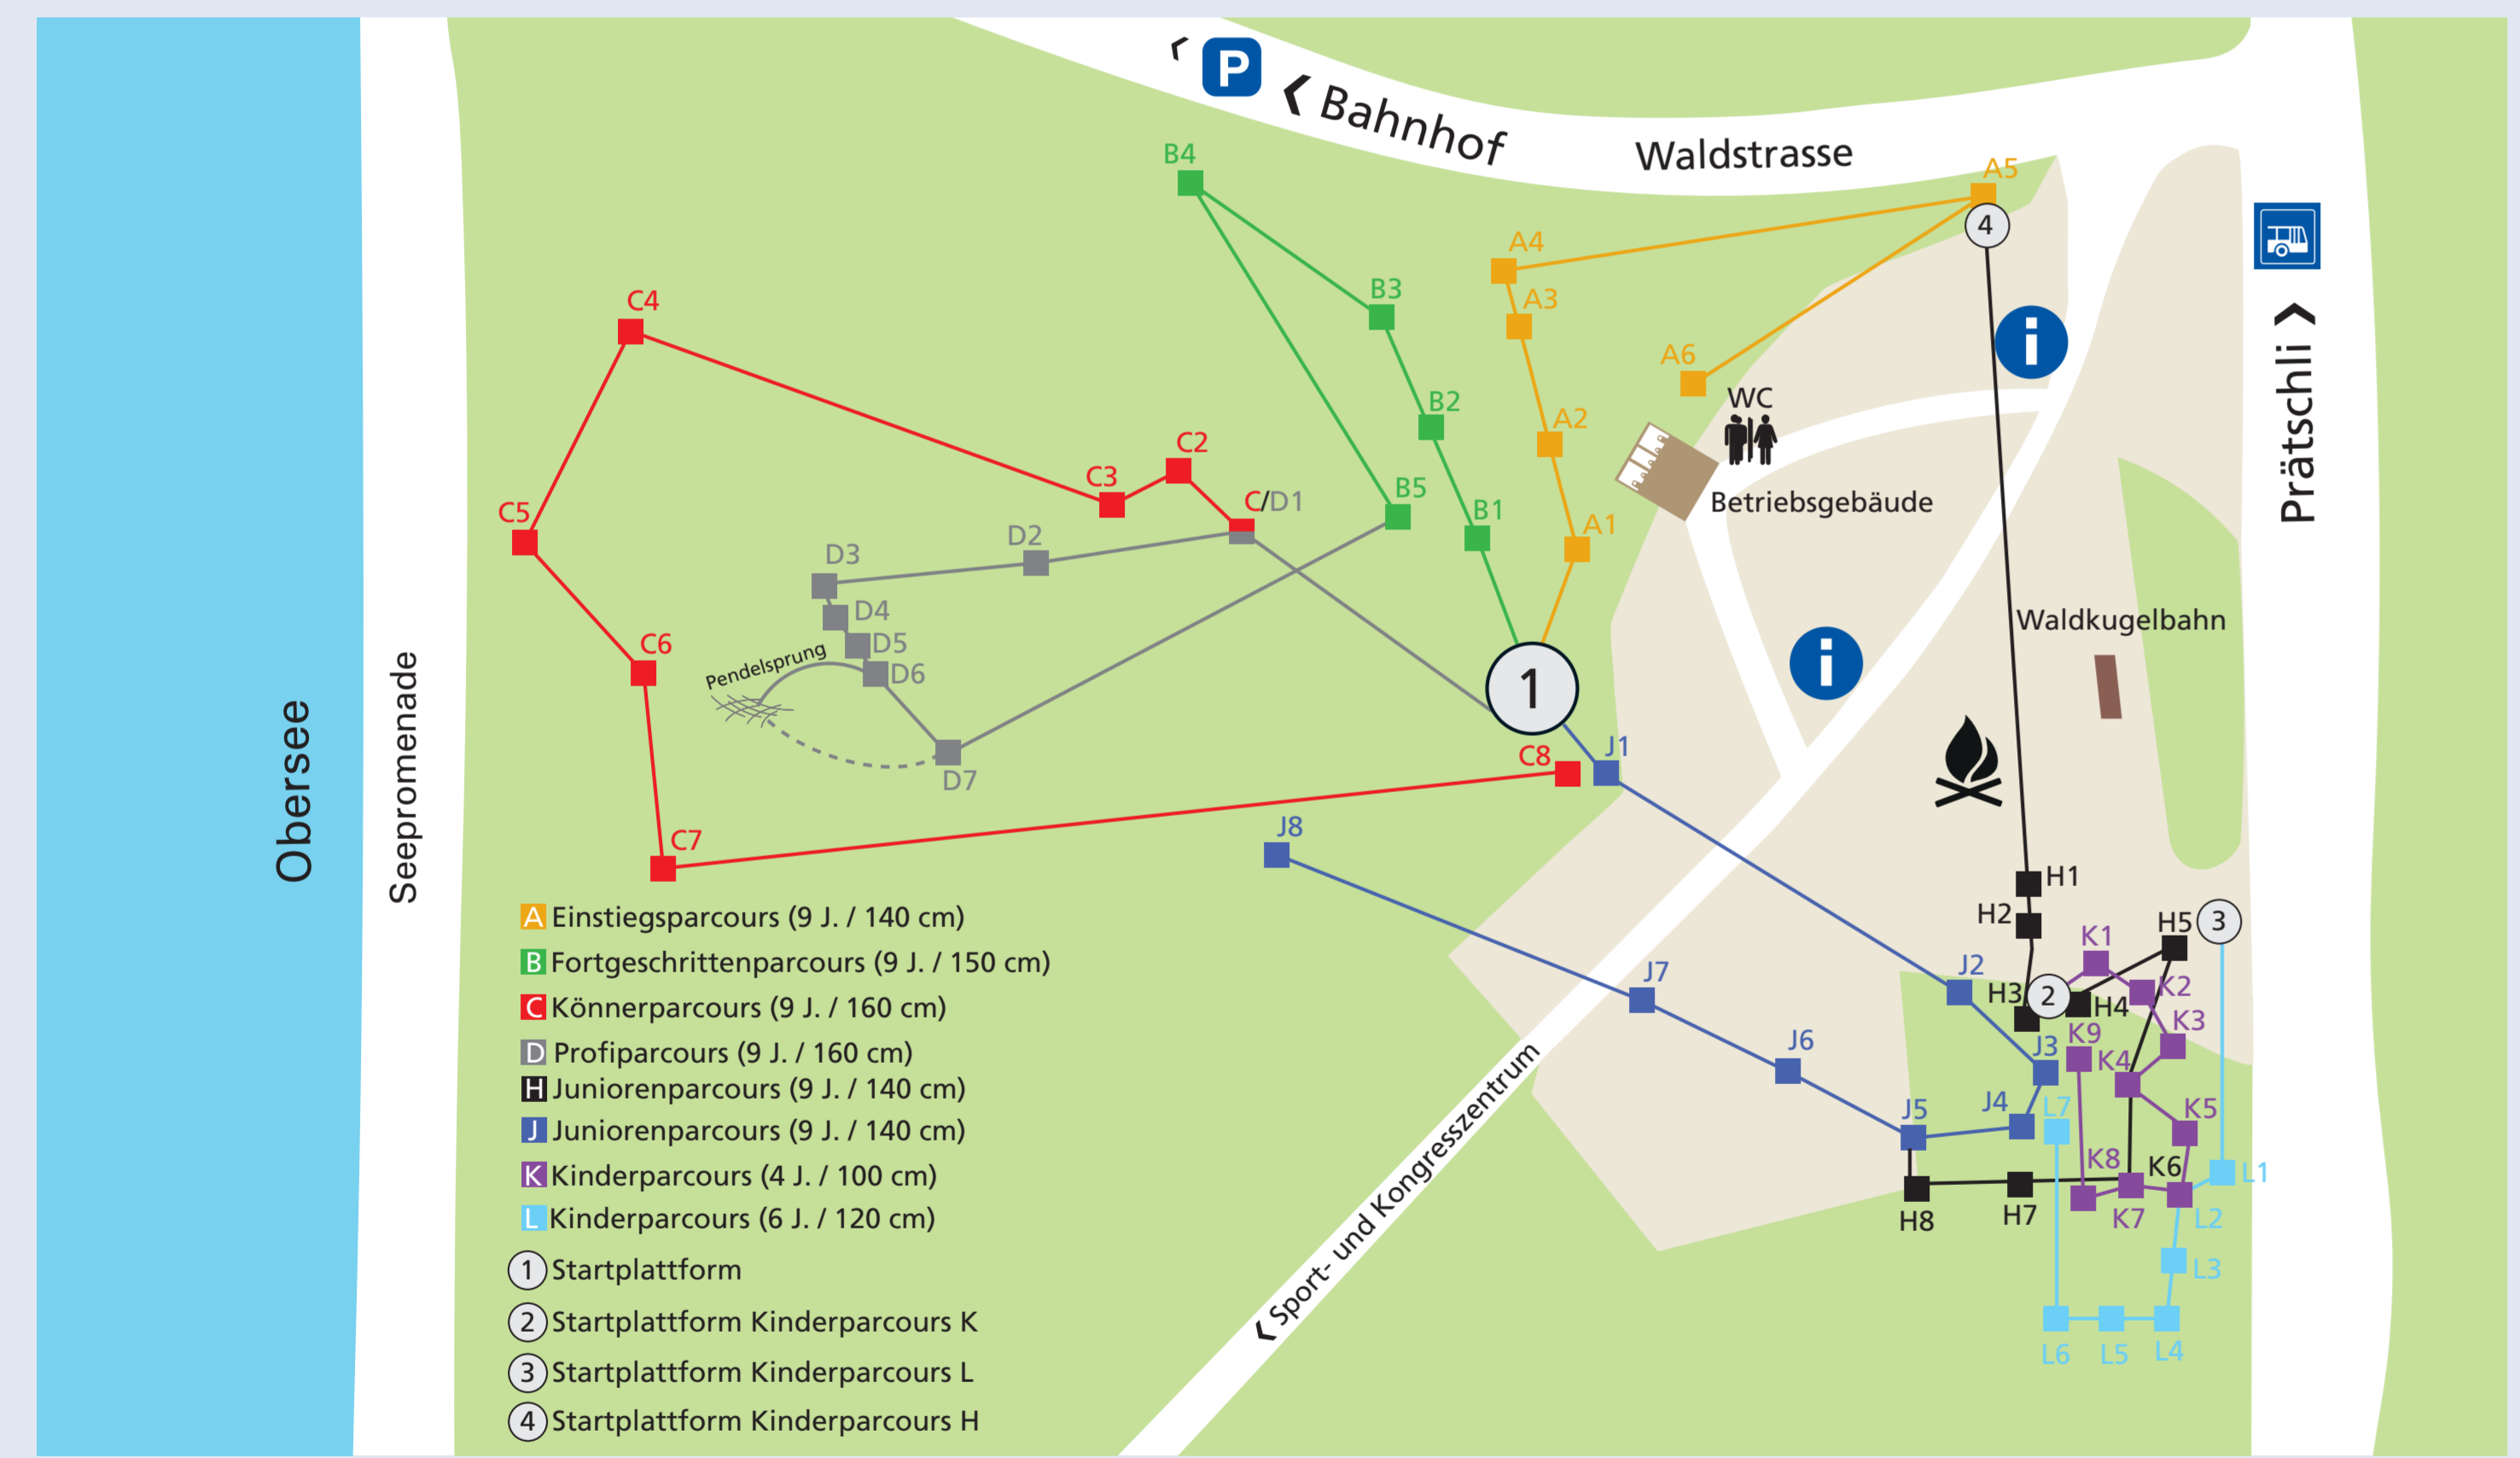 P
Bahnhof
Waldstrasse
B4
A5
4
A4
B3
A3
C4
A6
WC
B2
A2
C2
C3
B5
C/D1
B1
A1
Betriebsgebäude
Prätschli
C5
D2
D3
D4
D5
D6
Pendelsprung
C6
1
i
i
Waldkugelbahn
Obersee
Seepromenade
D7
C8
J1
C7
J8
H1
H2
H5
3
K1
J7
J2
H3
2
H4
K2
K3
K9
J6
J3
K4
J5
J4
L7
K5
K8
K6
L1
H8
H7
K7
L2
L3
L6
L5
L4
Sport- und Kongresszentrum
A Einstiegsparcours (9 J. / 140 cm)
B Fortgeschrittenparcours (9 J. / 150 cm)
C Könnerparcours (9 J. / 160 cm)
D Profiparcours (9 J. / 160 cm)
H Juniorenparcours (9 J. / 140 cm)
J Juniorenparcours (9 J. / 140 cm)
K Kinderparcours (4 J. / 100 cm)
L Kinderparcours (6 J. / 120 cm)
1 Startplattform
2 Startplattform Kinderparcours K
3 Startplattform Kinderparcours L
4 Startplattform Kinderparcours H